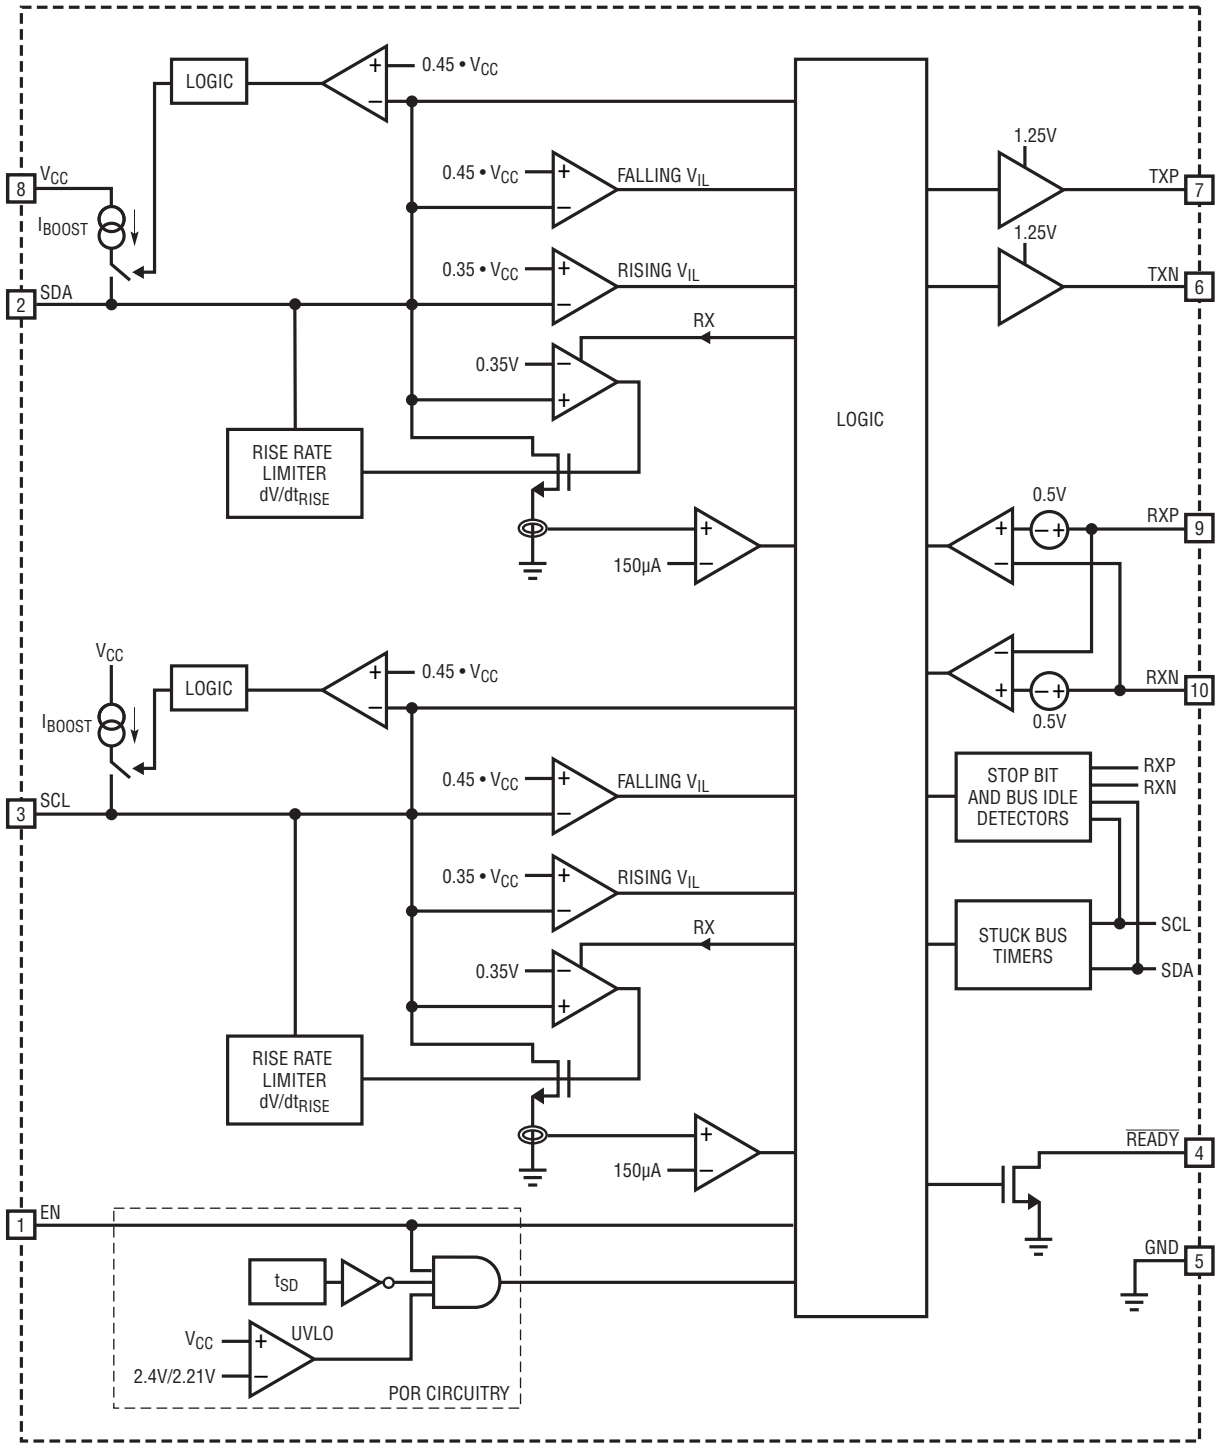 LOGIC
+
0.45 • VCC
−
8
VCC
IBOOST
0.45 • VCC
+
FALLING VIL
−
0.35 • VCC
+
RISING VIL
−
2
SDA
RX
0.35V
−
+
RISE RATE
LIMITER
dV/dtRISE
+
150µA
−
LOGIC
1.25V
TXP
7
1.25V
TXN
6
0.5V
RXP
9
+
− +
−
−
RXN
10
+
− +
0.5V
VCC
LOGIC
+
0.45 • VCC
−
IBOOST
0.45 • VCC
+
FALLING VIL
−
3
SCL
0.35 • VCC
+
RISING VIL
−
RX
0.35V
−
+
RISE RATE
LIMITER
dV/dtRISE
+
150µA
−
STOP BIT
AND BUS IDLE
DETECTORS
RXP
RXN
STUCK BUS
TIMERS
SCL
SDA
READY
4
GND
5
1
EN
tSD
VCC
+
UVLO
2.4V/2.21V
−
POR CIRCUITRY